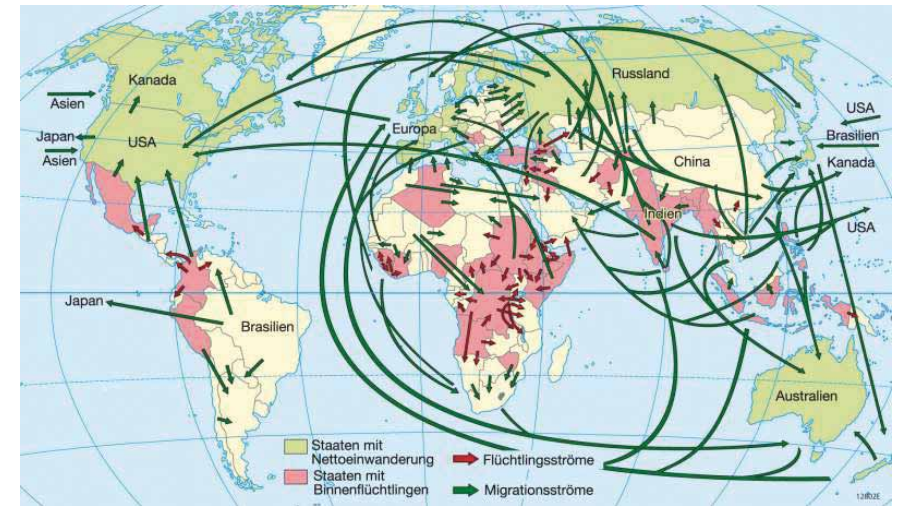 Kanada
Russland
Asien
USA
Japan
USA
Europa
Brasilien
Asien
China
Kanada
Indien
USA
Japan
Brasilien
Australien
Staaten mit
Nettoeinwanderung
Flüchtlingsströme
Staaten mit
Binnenflüchtlingen
Migrationsströme